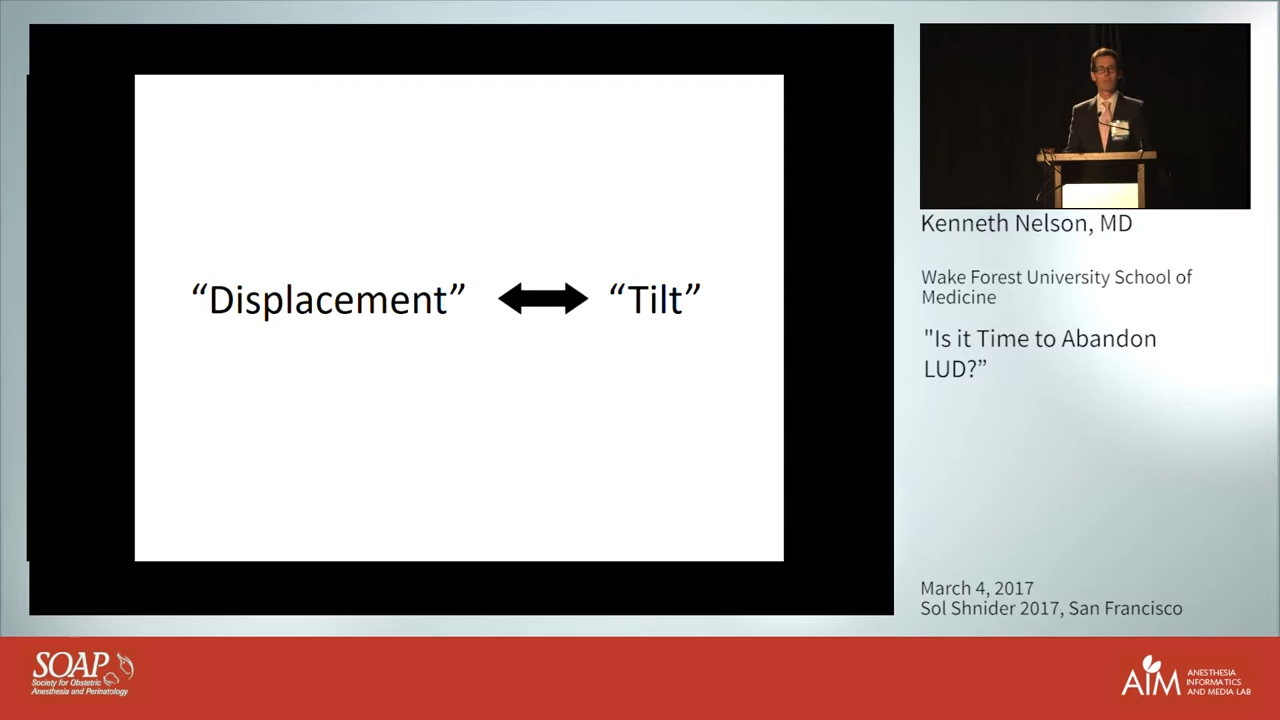 “Displacement” “Tilt”
Kenneth Nelson, MD
Wake Forest University School of
Medicine
"Is it Time to Abandon
LUD?”
March 4, 2017
Sol Shnider 2017, San Francisco
SOAP
Society for Obstetric
Anesthesia and Perinatology
AIM
ANESTHESIA
INFORMATICS
AND MEDIA LAB